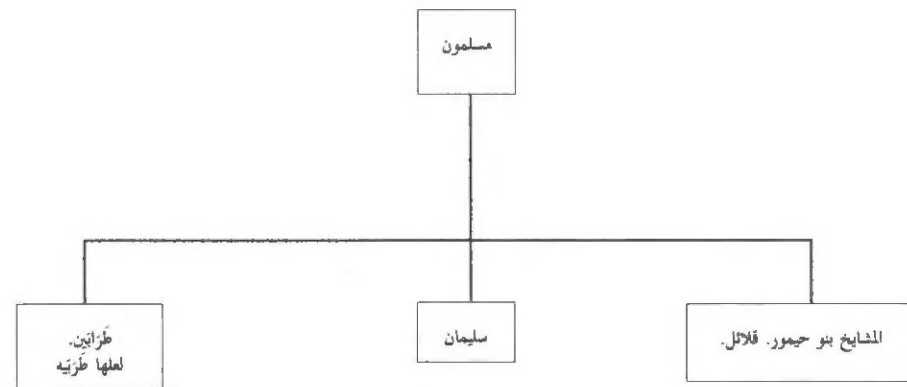 مسلمون
المشايخ بنو حيمور. قلائل.
سليمان
طَرَابَين.
لعلها طَرَبَيه